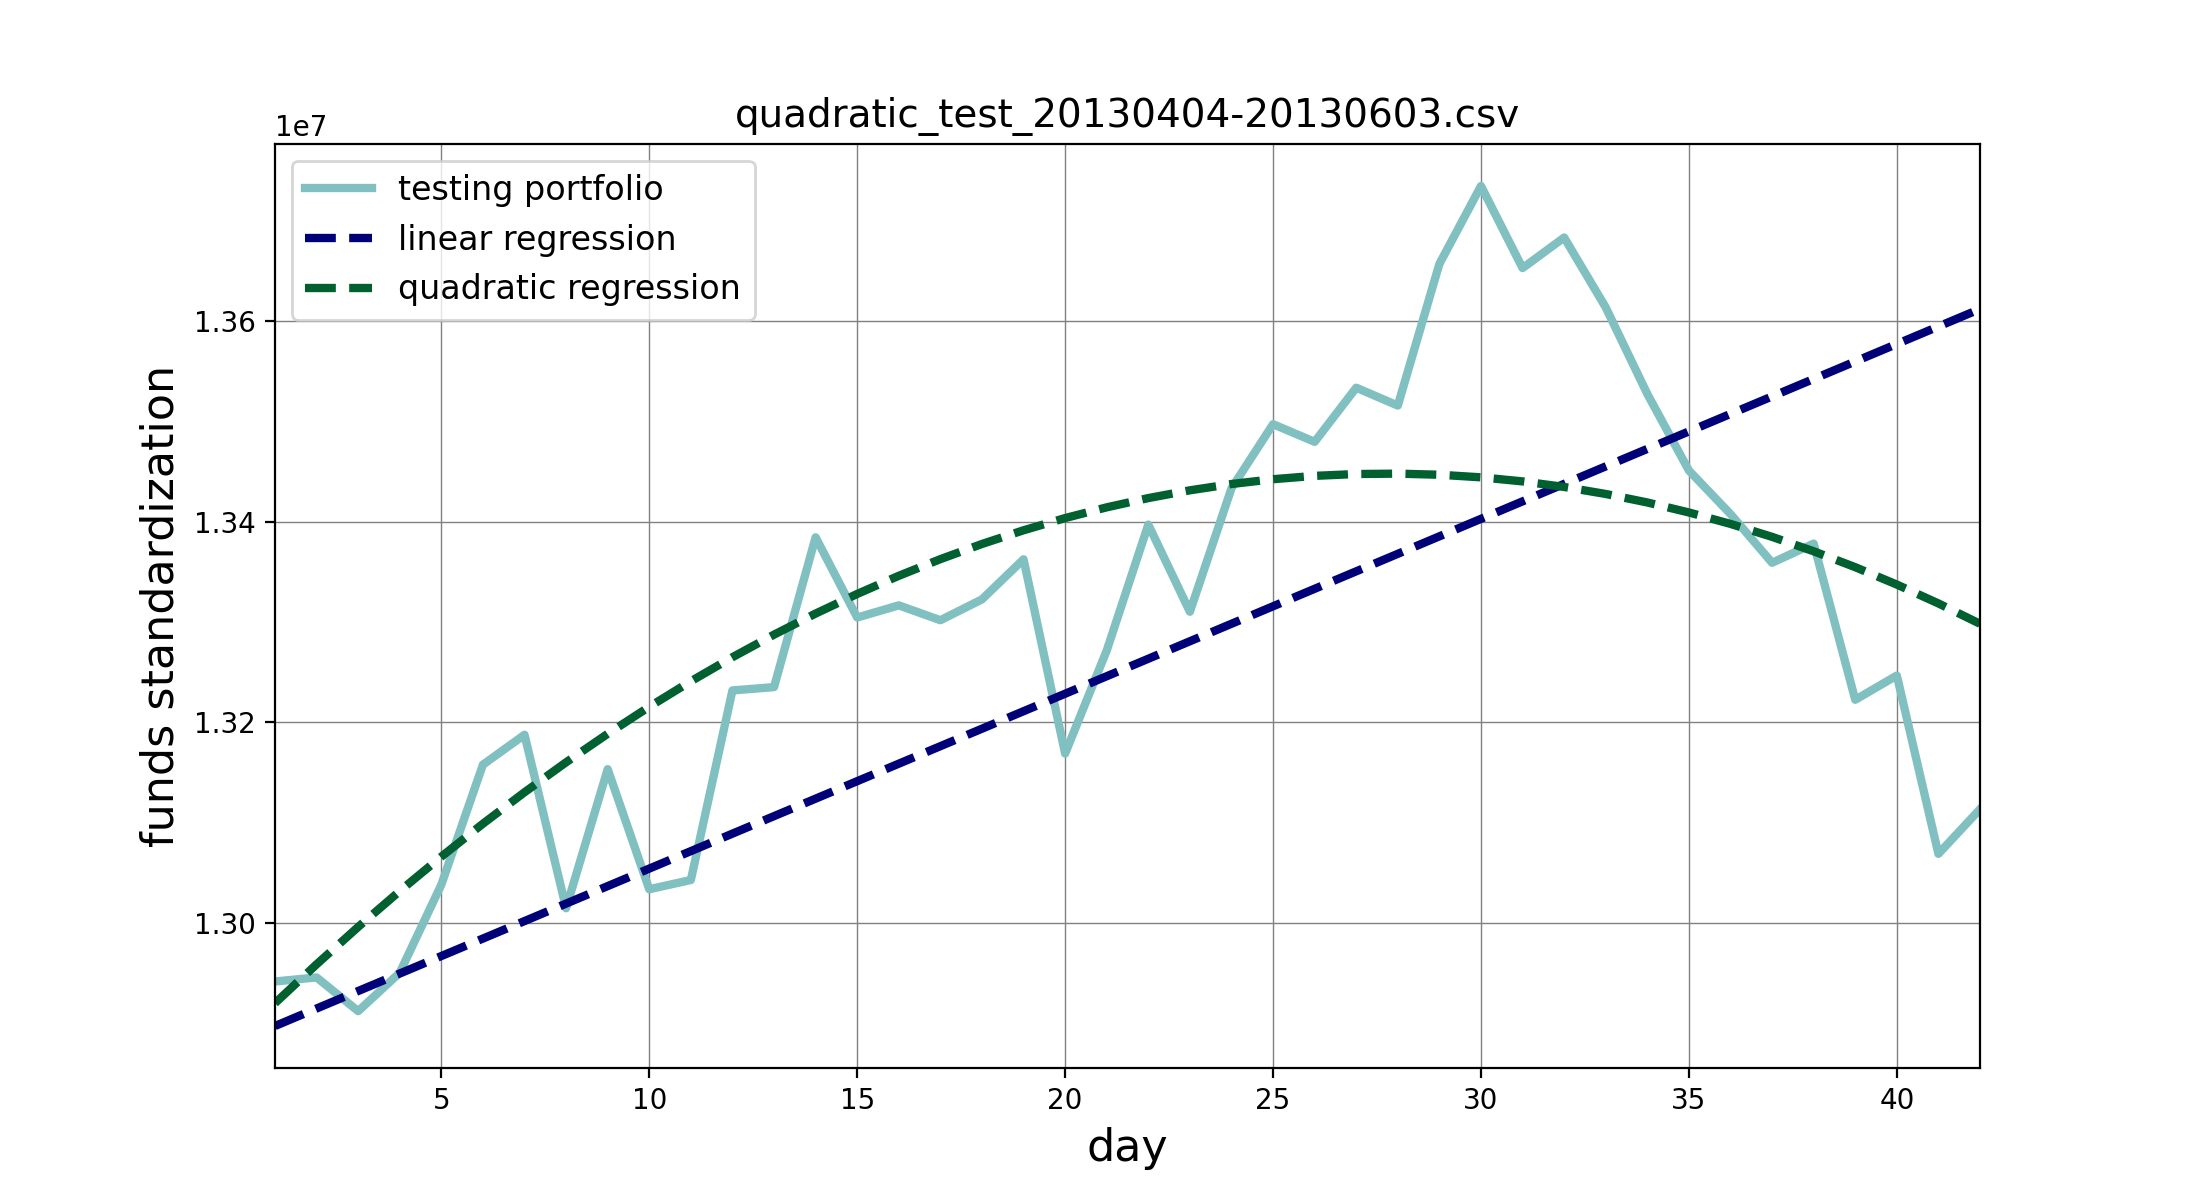 quadratic_test_20130404-20130603.csv
1e7
testing portfolio
linear regression
quadratic regression
1.36
1.34
1.32
1.30
funds standardization
5 10 15 20 25 30 35 40
day